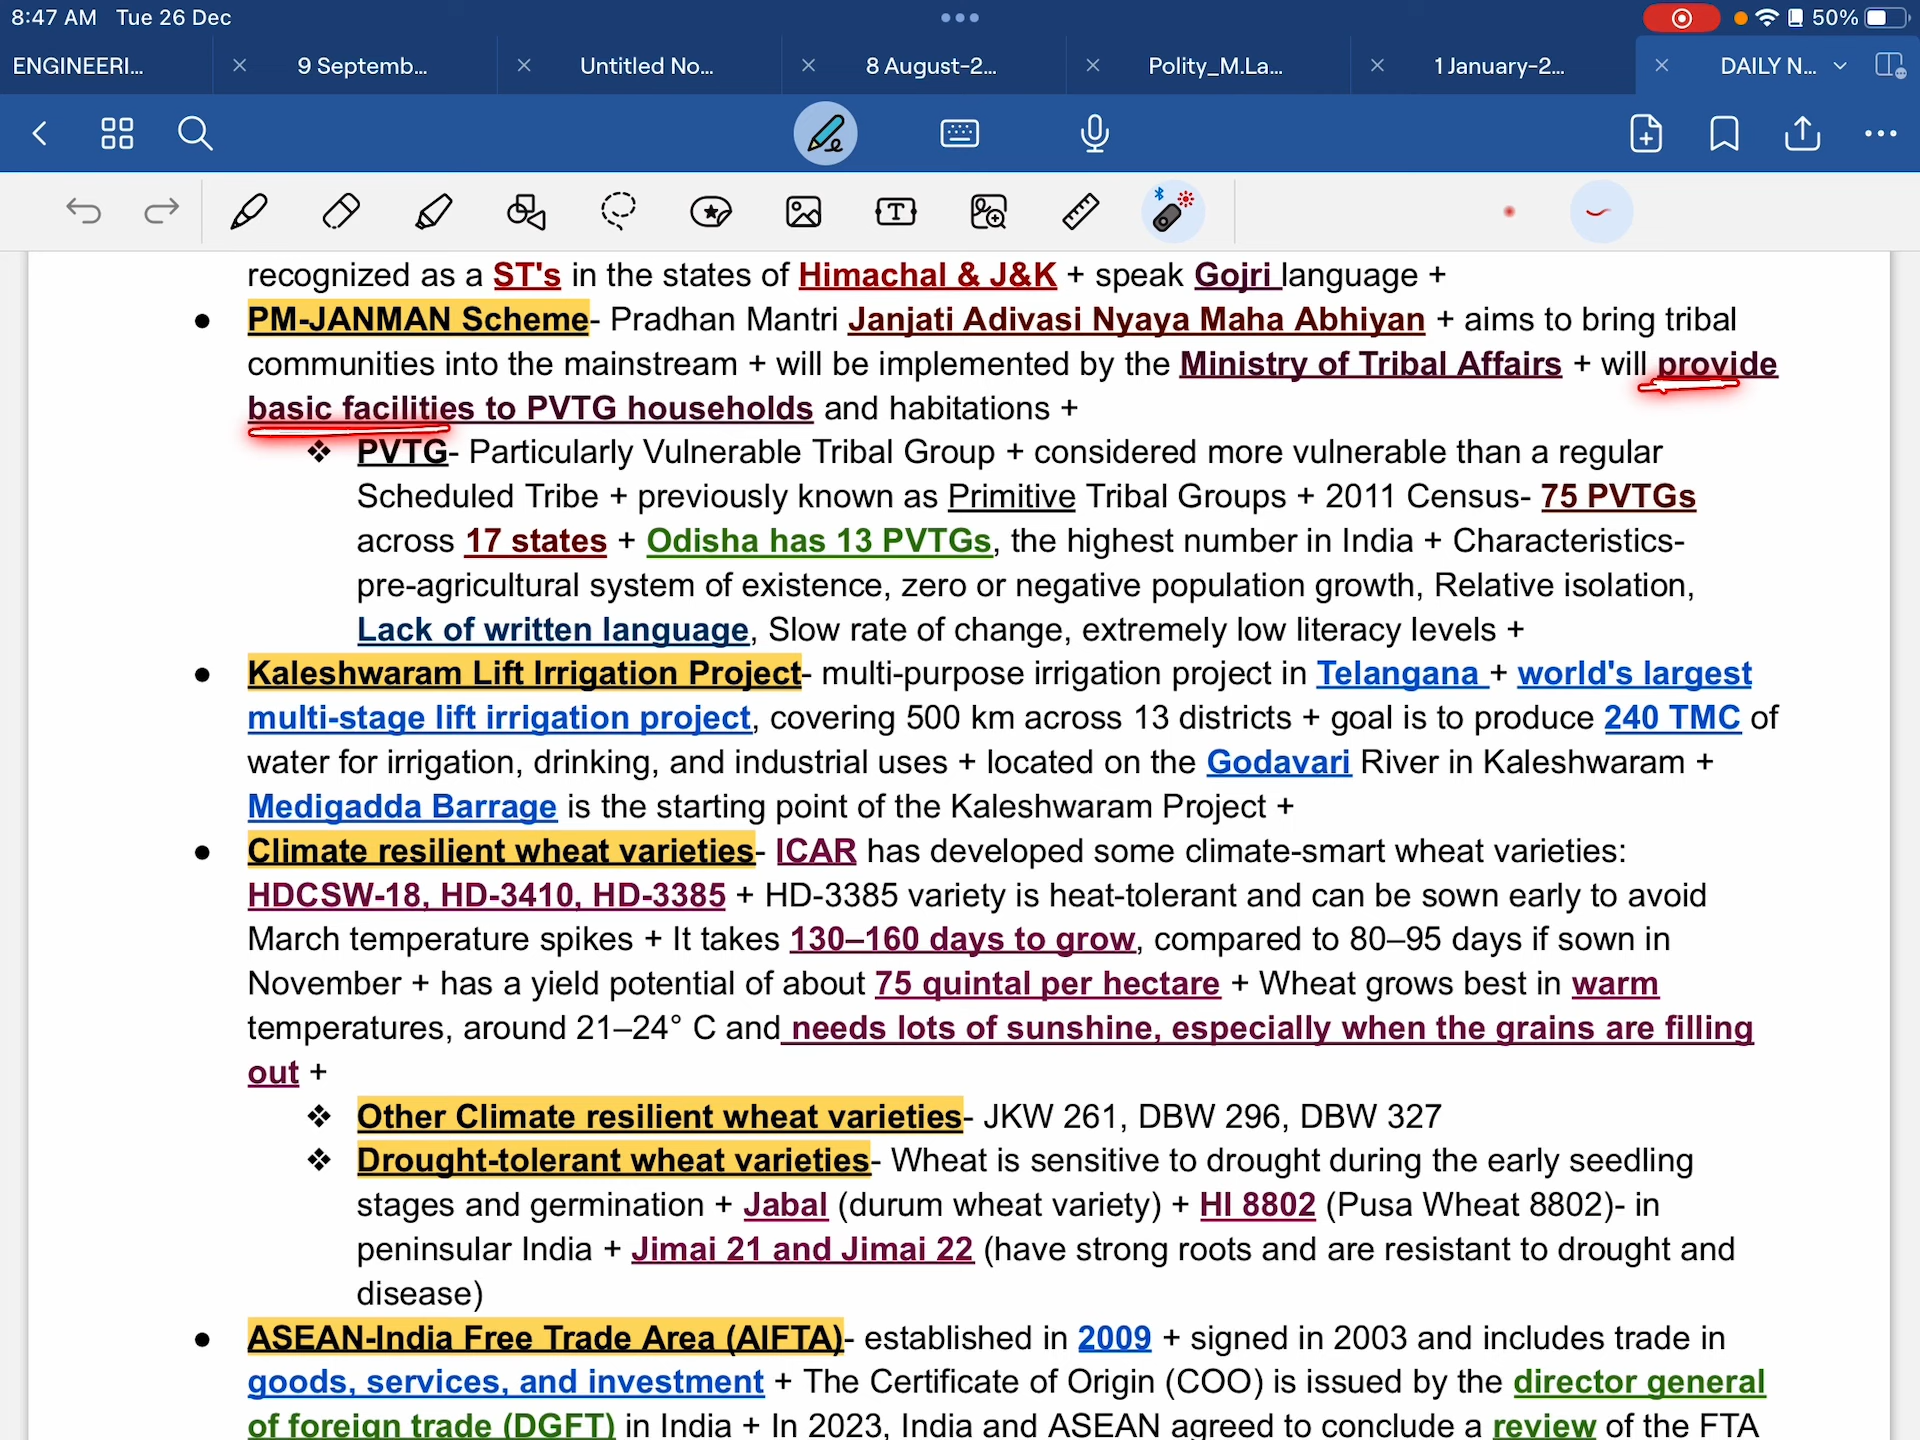 8:47 AM Tue 26 Dec
50%
ENGINEERI...
9 Septemb...
Untitled No...
8 August-2...
Polity_M.La...
1 January-2...
DAILY N...
recognized as a ST's in the states of Himachal & J&K + speak Gojri language +
● PM-JANMAN Scheme- Pradhan Mantri Janjati Adivasi Nyaya Maha Abhiyan + aims to bring tribal
communities into the mainstream + will be implemented by the Ministry of Tribal Affairs + will provide
basic facilities to PVTG households and habitations +
❖ PVTG- Particularly Vulnerable Tribal Group + considered more vulnerable than a regular
Scheduled Tribe + previously known as Primitive Tribal Groups + 2011 Census- 75 PVTGs
across 17 states + Odisha has 13 PVTGs, the highest number in India + Characteristics-
pre-agricultural system of existence, zero or negative population growth, Relative isolation,
Lack of written language, Slow rate of change, extremely low literacy levels +
● Kaleshwaram Lift Irrigation Project- multi-purpose irrigation project in Telangana + world's largest
multi-stage lift irrigation project, covering 500 km across 13 districts + goal is to produce 240 TMC of
water for irrigation, drinking, and industrial uses + located on the Godavari River in Kaleshwaram +
Medigadda Barrage is the starting point of the Kaleshwaram Project +
● Climate resilient wheat varieties- ICAR has developed some climate-smart wheat varieties:
HDCSW-18, HD-3410, HD-3385 + HD-3385 variety is heat-tolerant and can be sown early to avoid
March temperature spikes + It takes 130–160 days to grow, compared to 80–95 days if sown in
November + has a yield potential of about 75 quintal per hectare + Wheat grows best in warm
temperatures, around 21–24° C and needs lots of sunshine, especially when the grains are filling
out +
❖ Other Climate resilient wheat varieties- JKW 261, DBW 296, DBW 327
❖ Drought-tolerant wheat varieties- Wheat is sensitive to drought during the early seedling
stages and germination + Jabal (durum wheat variety) + HI 8802 (Pusa Wheat 8802)- in
peninsular India + Jimai 21 and Jimai 22 (have strong roots and are resistant to drought and
disease)
● ASEAN-India Free Trade Area (AIFTA)- established in 2009 + signed in 2003 and includes trade in
goods, services, and investment + The Certificate of Origin (COO) is issued by the director general
of foreign trade (DGFT) in India + In 2023, India and ASEAN agreed to conclude a review of the FTA